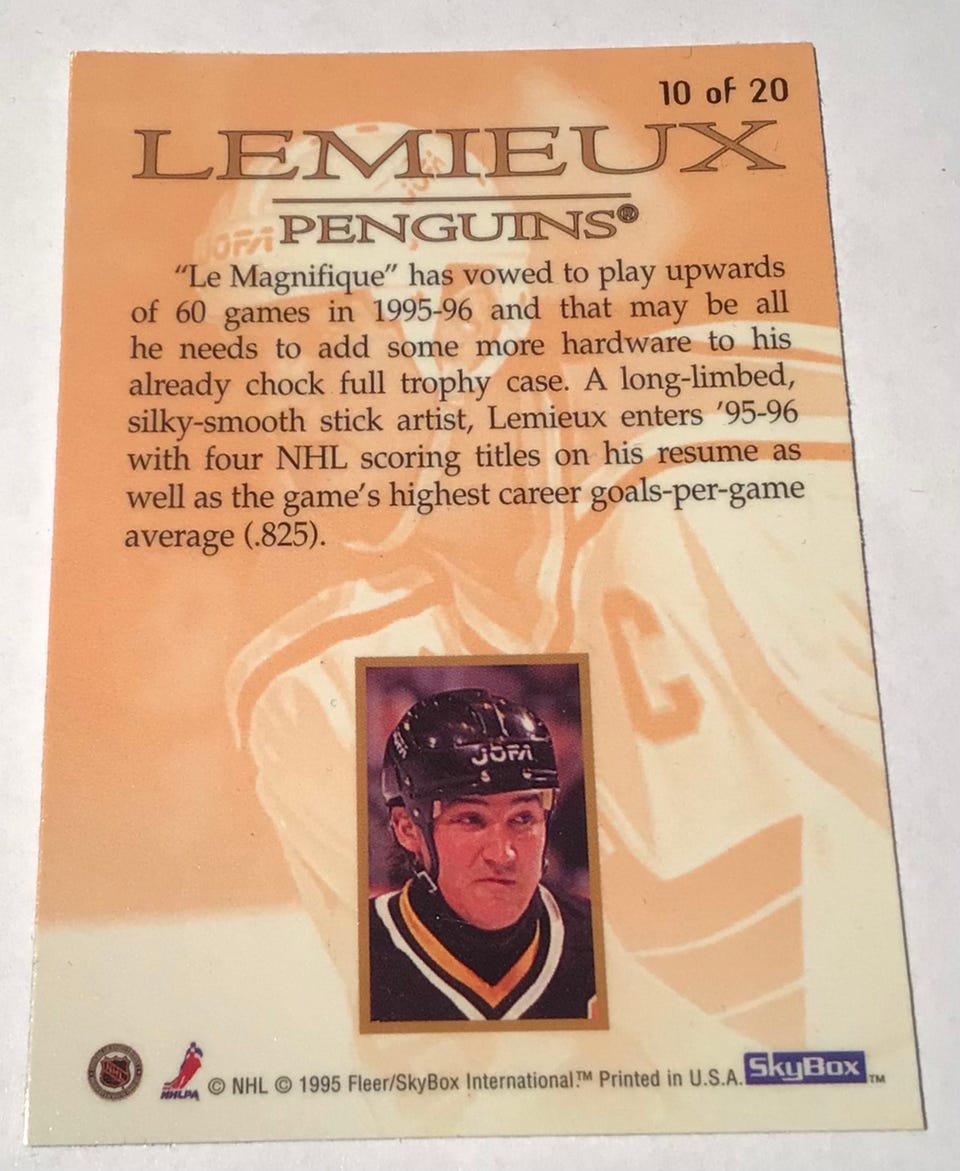 10 of 20
LEMIEUX
PENGUINS®
"Le Magnifique" has vowed to play upwards
of 60 games in 1995-96 and that may be all
he needs to add some more hardware to his
already chock full trophy case. A long-limbed,
silky-smooth stick artist, Lemieux enters '95-96
with four NHL scoring titles on his resume as
well as the game's highest career goals-per-game
average (.825).
JOFA
JOFA
C
JOFA
NHL
NHLPA
© NHL © 1995 Fleer/SkyBox International™ Printed in U.S.A.
SkyBox™